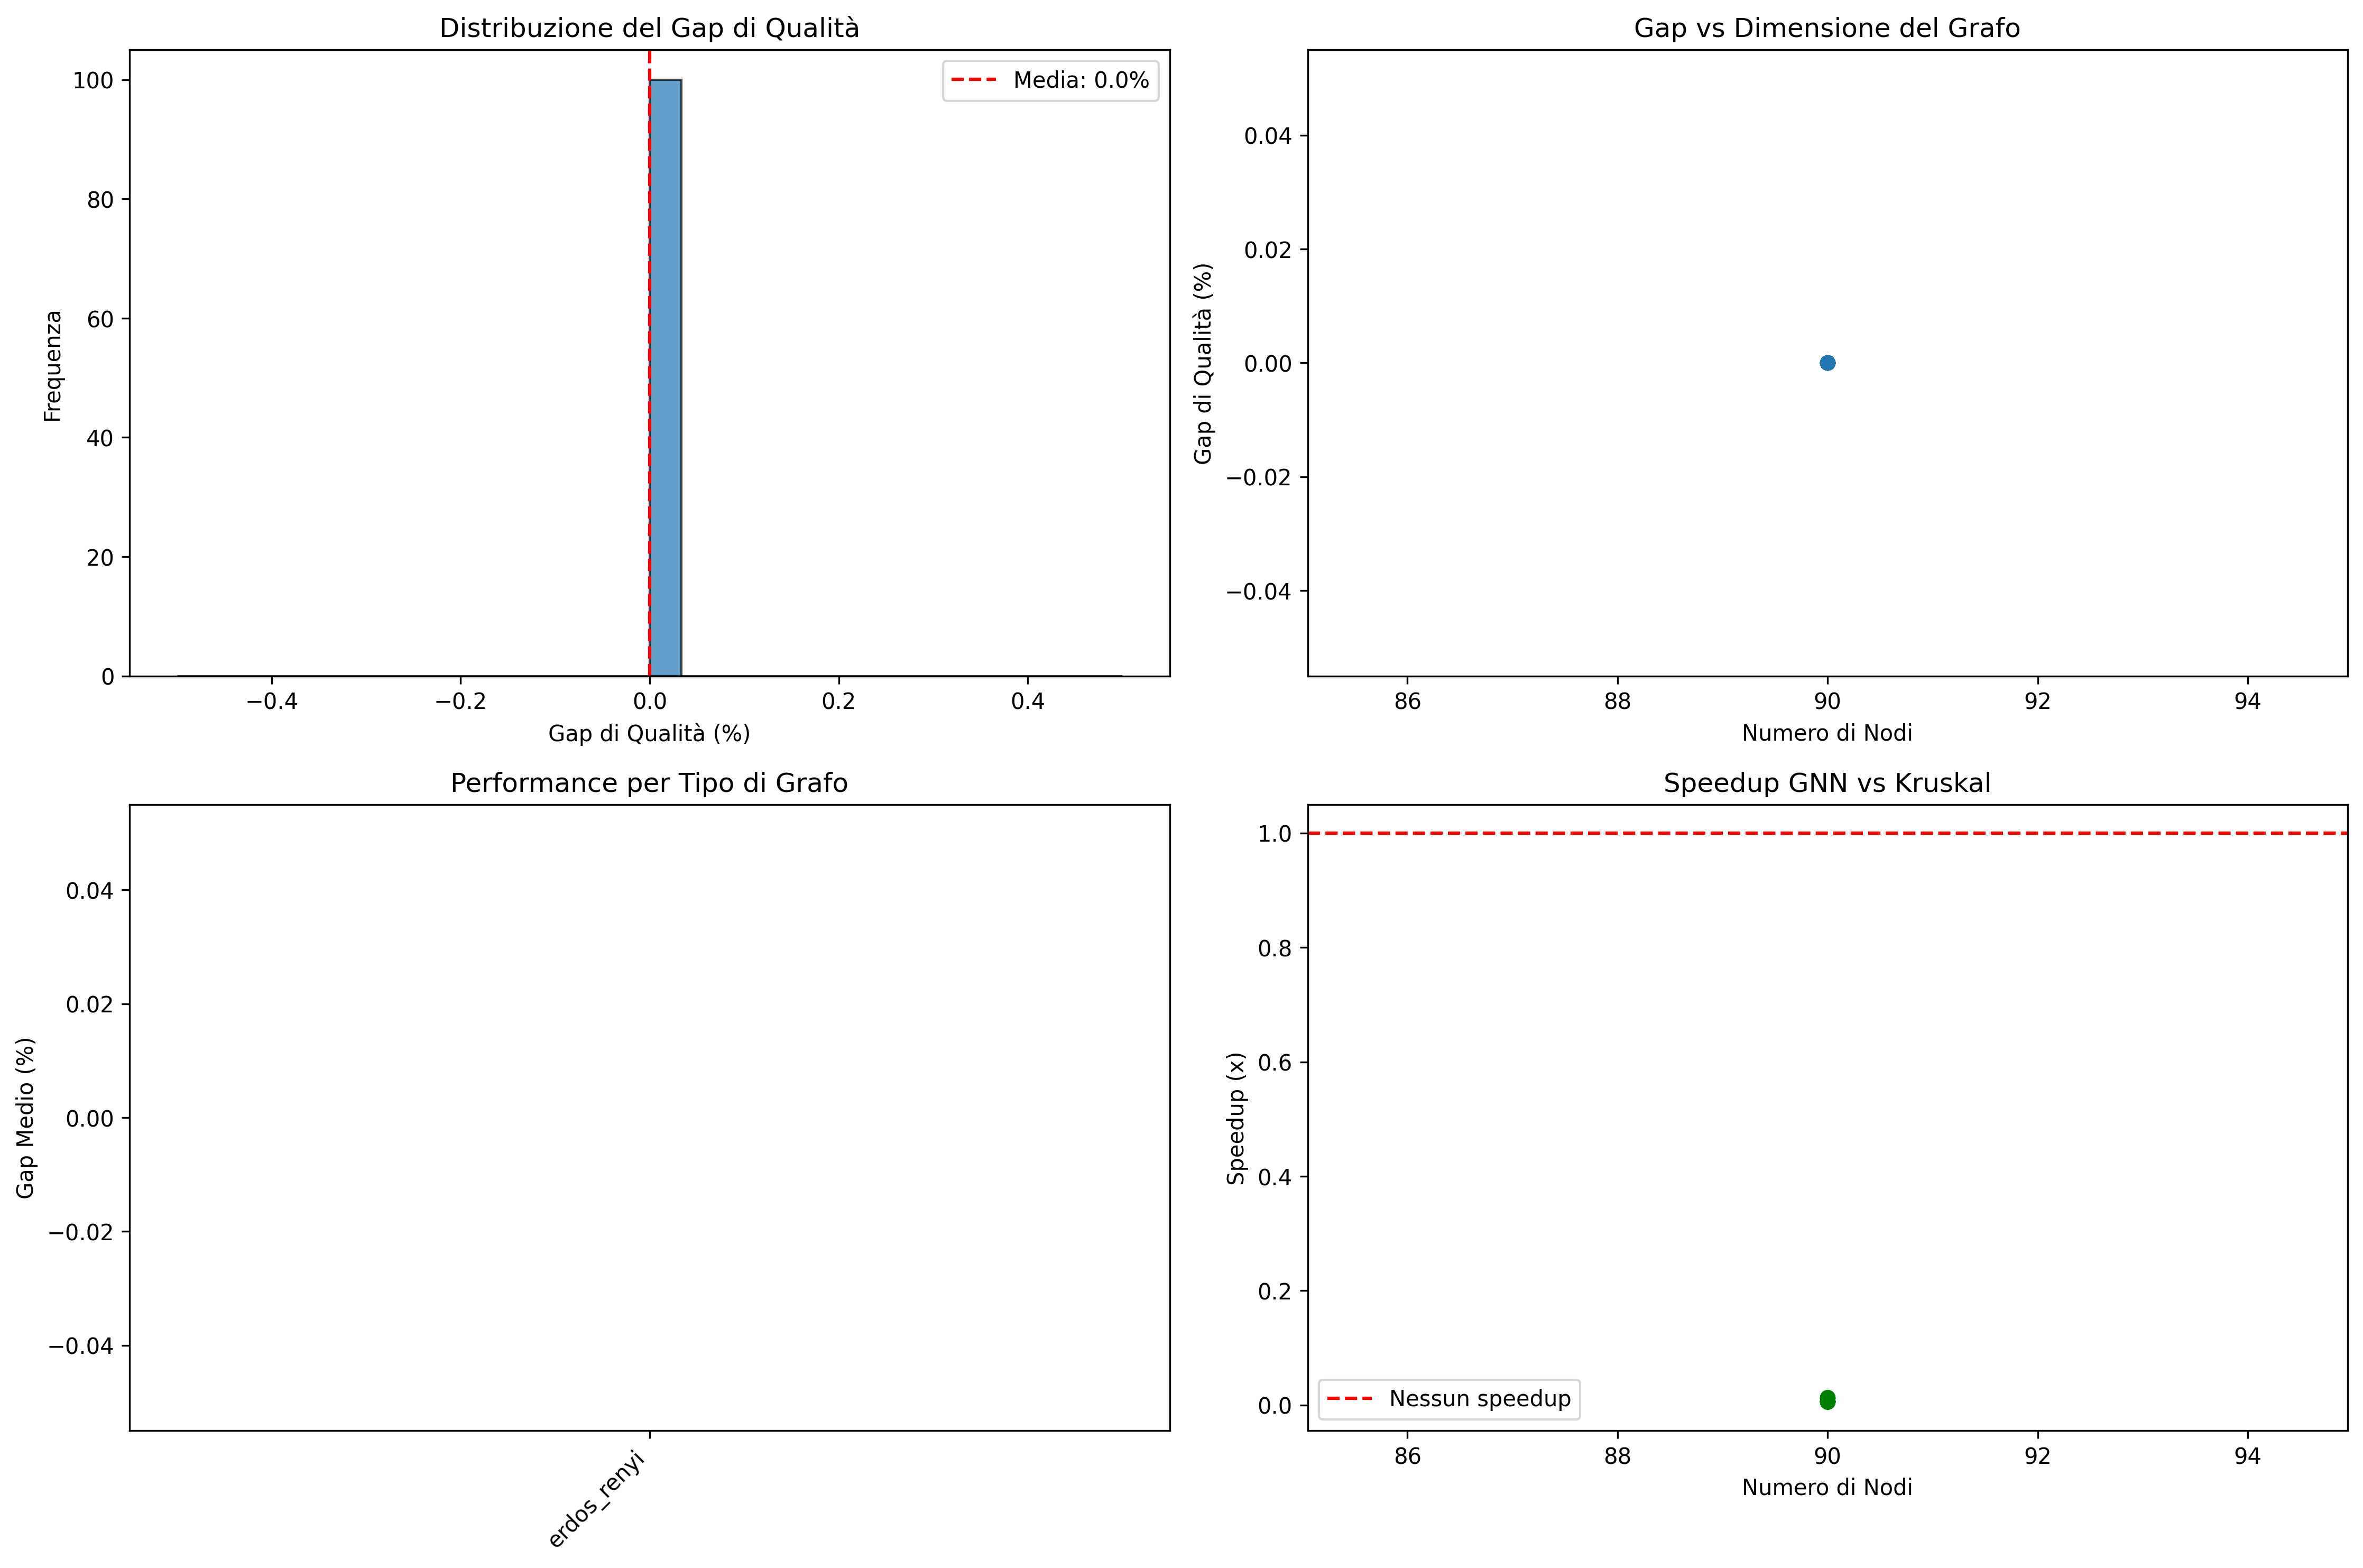 Distribuzione del Gap di Qualità
100
80
60
40
20
0
Frequenza
−0.4
−0.2
0.0
0.2
0.4
Gap di Qualità (%)
Media: 0.0%
Gap vs Dimensione del Grafo
0.04
0.02
0.00
−0.02
−0.04
Gap di Qualità (%)
86
88
90
92
94
Numero di Nodi
Performance per Tipo di Grafo
0.04
0.02
0.00
−0.02
−0.04
Gap Medio (%)
erdos_renyi
Speedup GNN vs Kruskal
1.0
0.8
0.6
0.4
0.2
0.0
Speedup (x)
Nessun speedup
86
88
90
92
94
Numero di Nodi